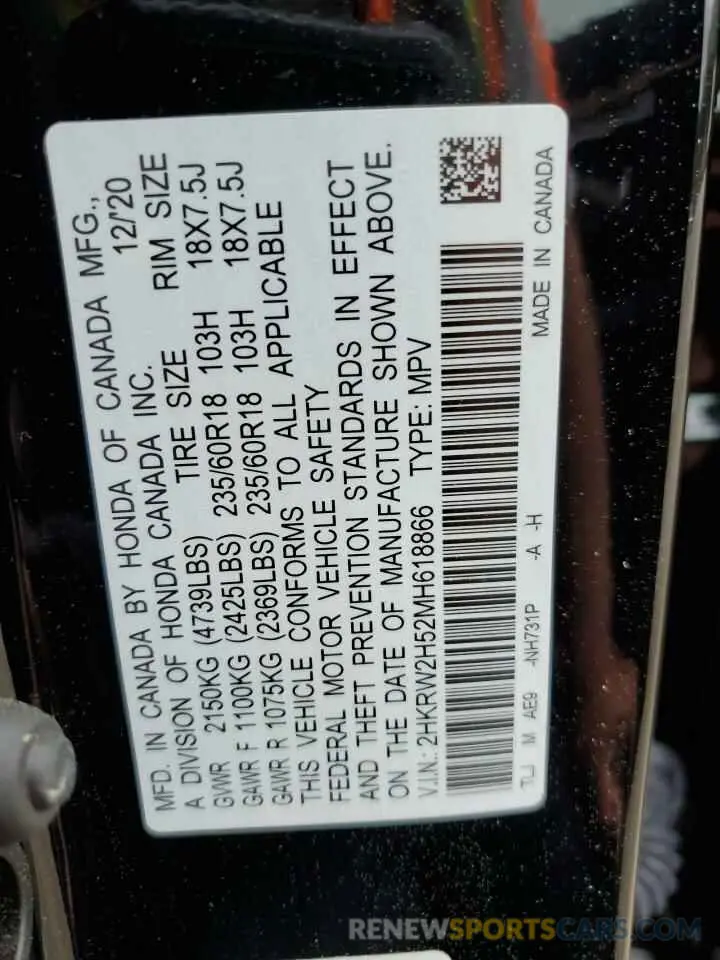 MFD. IN CANADA BY HONDA OF CANADA MFG.,
A DIVISION OF HONDA CANADA INC. 12/'20
GVWR 2150KG (4739LBS) TIRE SIZE RIM SIZE
GAWR F 1100KG (2425LBS) 235/60R18 103H 18X7.5J
GAWR R 1075KG (2369LBS) 235/60R18 103H 18X7.5J
THIS VEHICLE CONFORMS TO ALL APPLICABLE
FEDERAL MOTOR VEHICLE SAFETY
AND THEFT PREVENTION STANDARDS IN EFFECT
ON THE DATE OF MANUFACTURE SHOWN ABOVE.
V.I.N.: 2HKRW2H52MH618866 TYPE: MPV
TLJ M AE9 -NH731P -A -H MADE IN CANADA
RENEWSPORTSCARS.COM